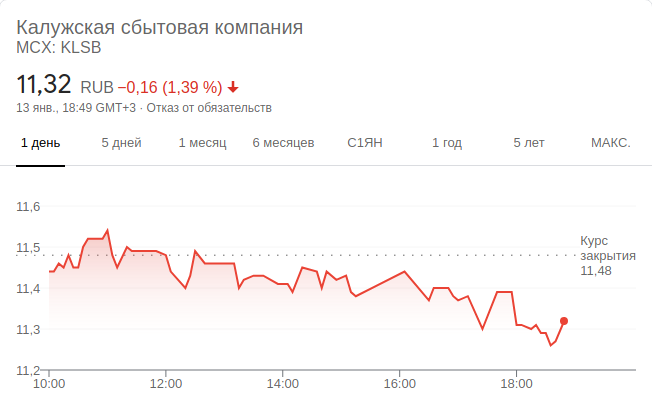 Калужская сбытовая компания
MCX: KLSB
11,32 RUB −0,16 (1,39 %)
13 янв., 18:49 GMT+3 · Отказ от обязательств
1 день 5 дней 1 месяц 6 месяцев С1ЯН 1 год 5 лет МАКС.
11,6
11,5
11,4
11,3
11,2
Курс
закрытия
11,48
10:00 12:00 14:00 16:00 18:00